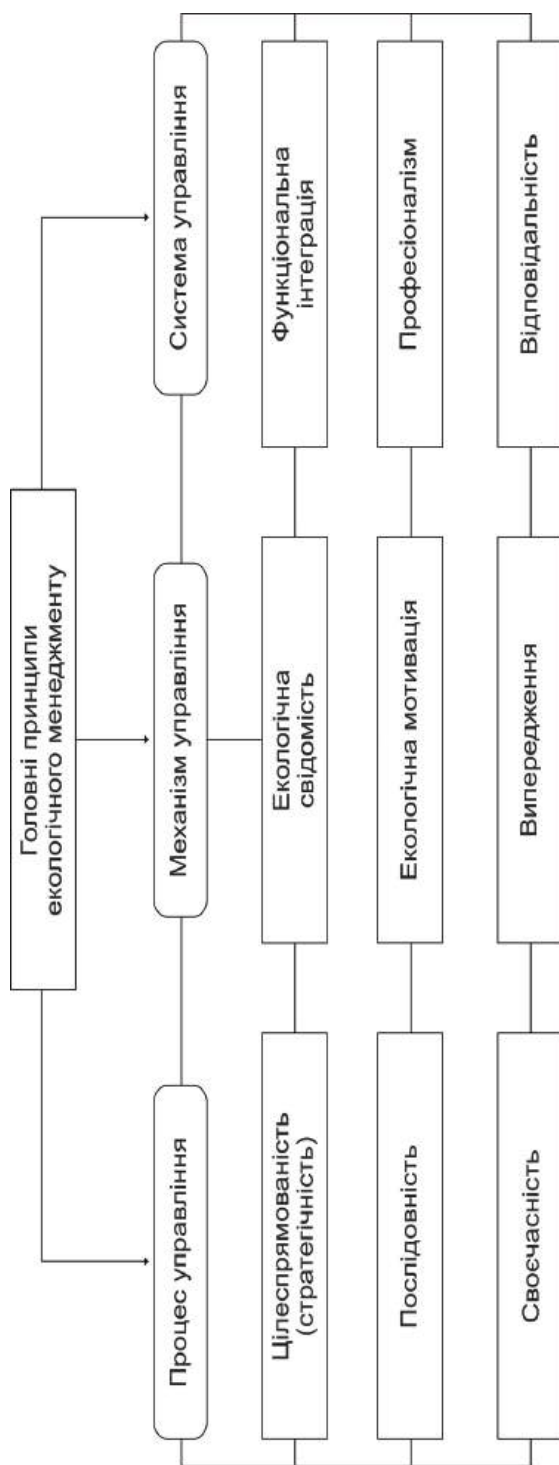 Головні принципи
екологічного менеджменту
Процес управління
Механізм управління
Система управління
Цілеспрямованість
(стратегічність)
Екологічна
свідомість
Функціональна
інтеграція
Послідовність
Екологічна мотивація
Професіоналізм
Своєчасність
Випередження
Відповідальність